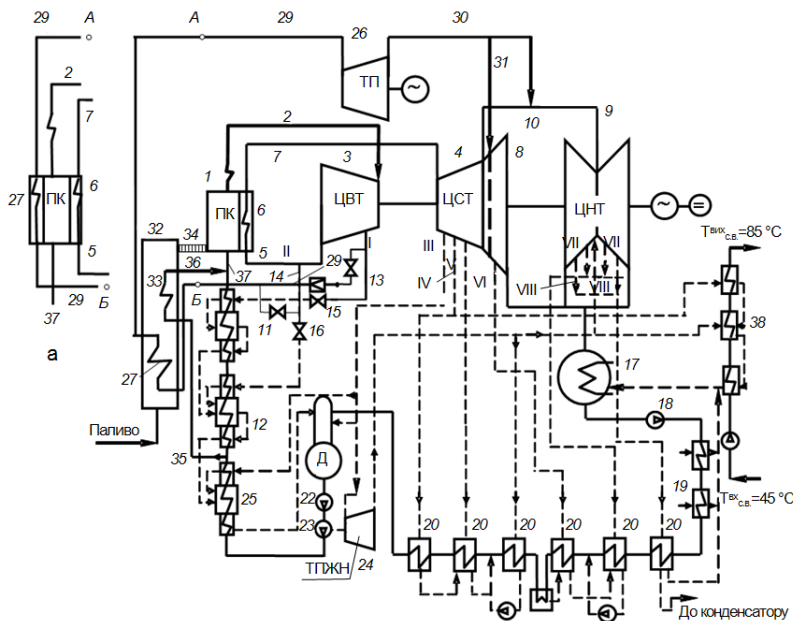 29 А А 29 26 30
2 7 ТП 31
2 10 9
1 7 3 4 8
27 ПК 6 ПК 6 ЦВТ ЦСТ ЦНТ
Tвих с.в.=85 °C
32 34 5 5 II I III V VII VII
33 36 37 29 13 IV VI VIII VIII
29 Б Б 14 15
37 11 16 38
а 27 17
Паливо 12 18
35 Д
25 22 19 Tвх с.в.=45 °C
23 20 20 20 20 20 20
ТПЖН 24
До конденсатору